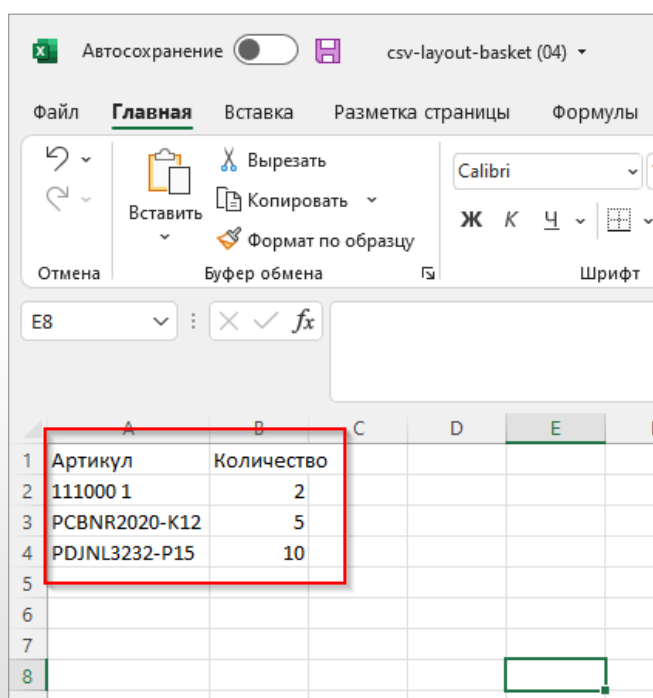 Автосохранение csv-layout-basket (04)
Файл Главная Вставка Разметка страницы Формулы
Вставить
Вырезать
Копировать
Формат по образцу
Calibri
Ж К Ч
Отмена Буфер обмена Шрифт
E8 fx
A B C D E
1 Артикул Количество
2 111000 1 2
3 PCBNR2020-K12 5
4 PDJNL3232-P15 10
5
6
7
8